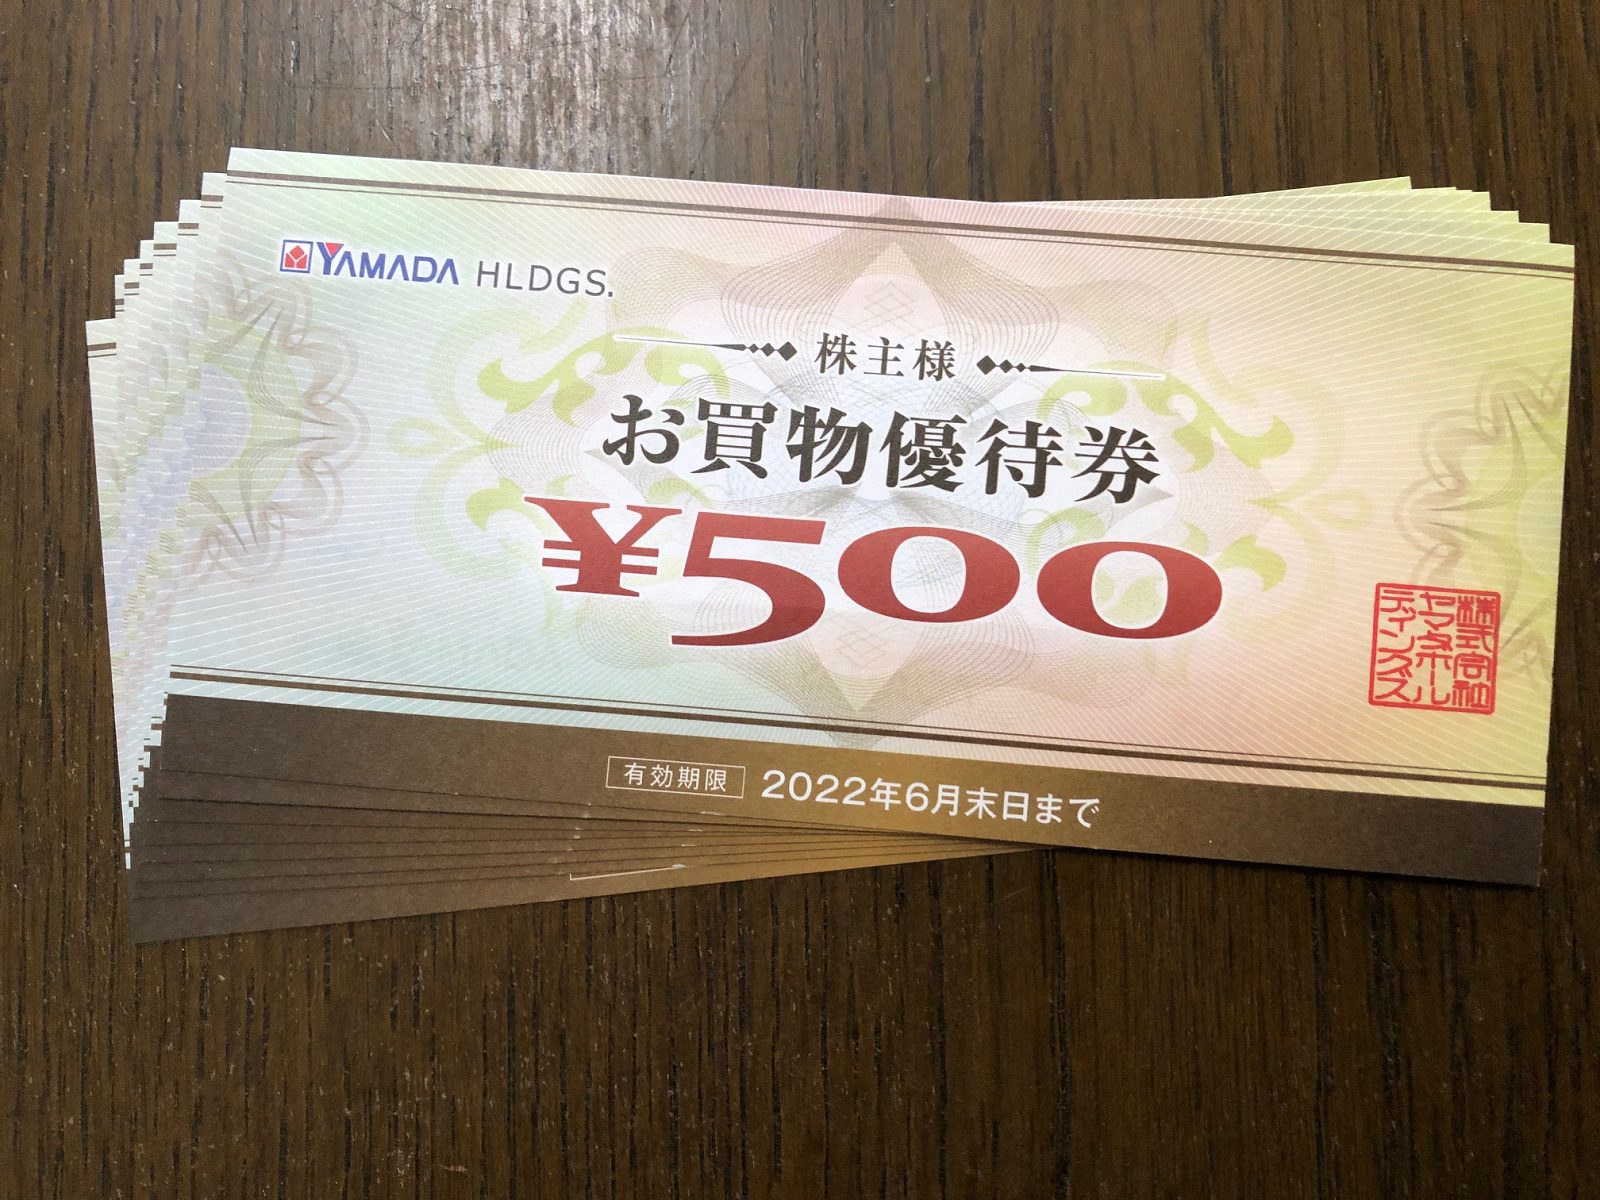 YAMADA HLDGS.
株主様
お買物優待券
¥500
株式会社
ヤマダホール
ディングス
有効期限 2022年6月末日まで